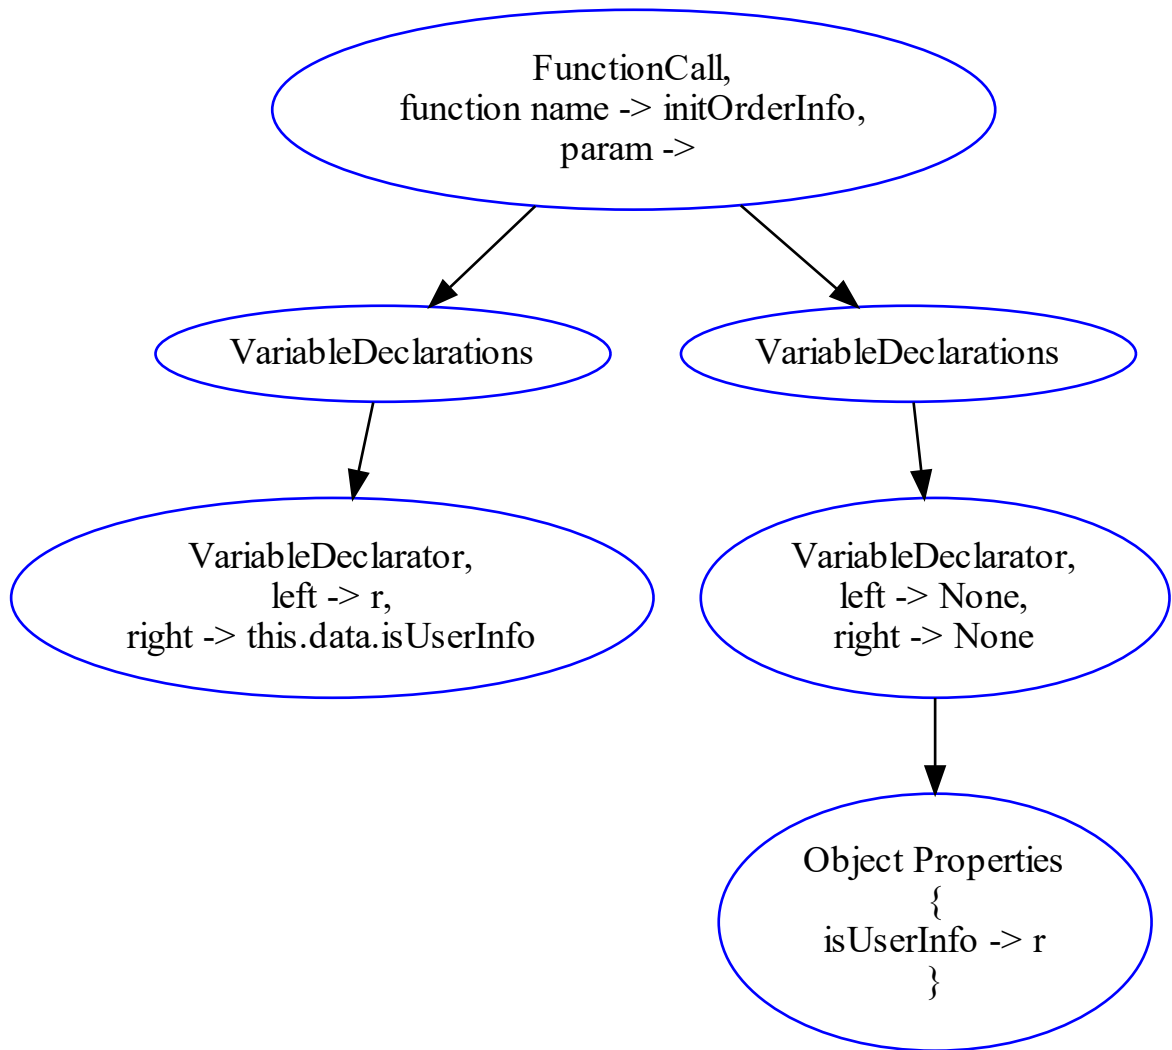 FunctionCall,
function name -> initOrderInfo,
param ->
VariableDeclarations
VariableDeclarations
VariableDeclarator,
left -> r,
right -> this.data.isUserInfo
VariableDeclarator,
left -> None,
right -> None
Object Properties
{
isUserInfo -> r
}